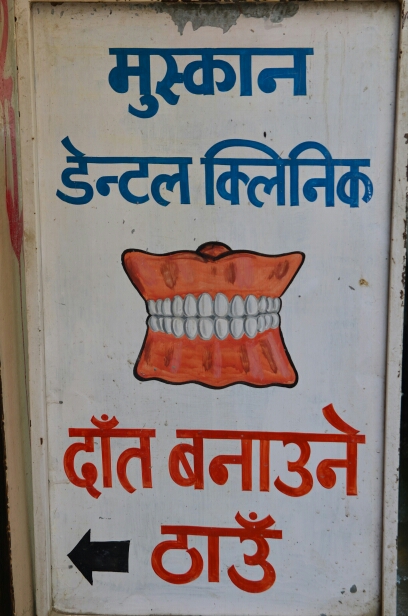 मुस्कान
डेन्टल क्लिनिक
दाँत बनाउने
ठाउँ